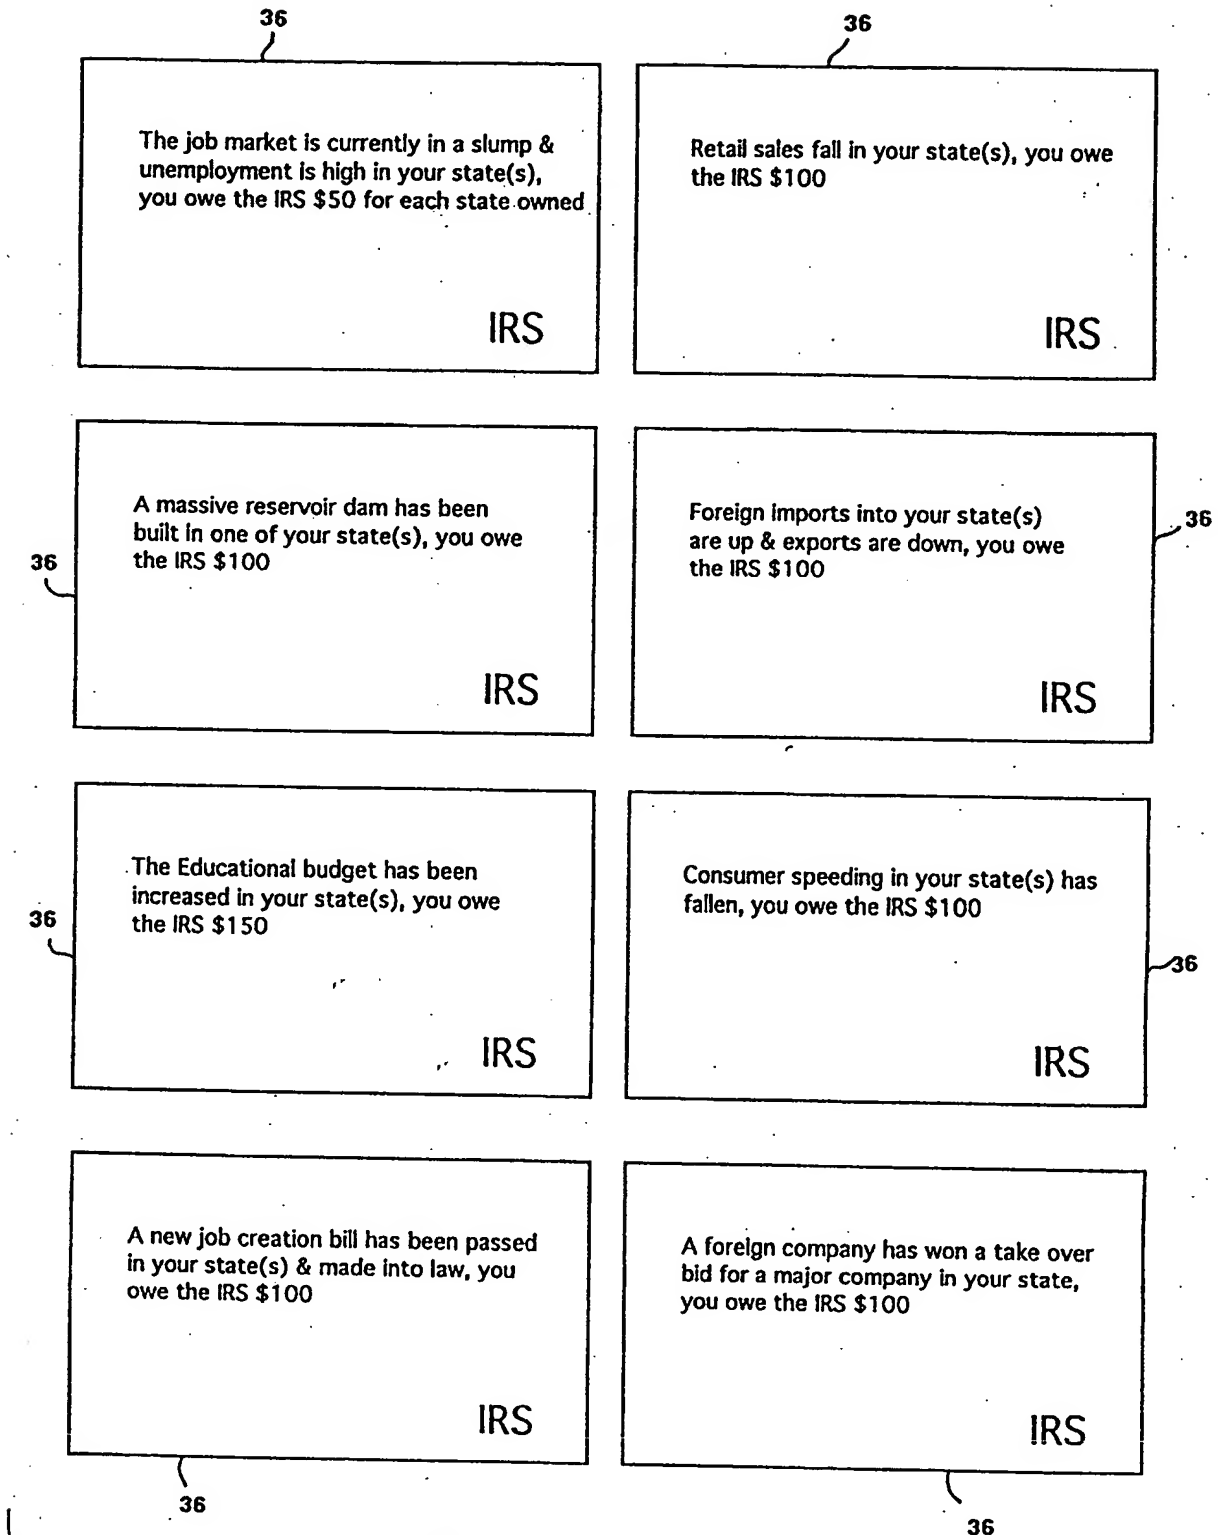 36
36
The job market is currently in a slump &
unemployment is high in your state(s),
you owe the IRS $50 for each state owned
IRS
Retail sales fall in your state(s), you owe
the IRS $100
IRS
36
A massive reservoir dam has been
built in one of your state(s), you owe
the IRS $100
IRS
Foreign imports into your state(s)
are up & exports are down, you owe
the IRS $100
IRS
36
36
The Educational budget has been
increased in your state(s), you owe
the IRS $150
IRS
Consumer speeding in your state(s) has
fallen, you owe the IRS $100
IRS
36
A new job creation bill has been passed
in your state(s) & made into law, you
owe the IRS $100
IRS
36
A foreign company has won a take over
bid for a major company in your state,
you owe the IRS $100
IRS
36